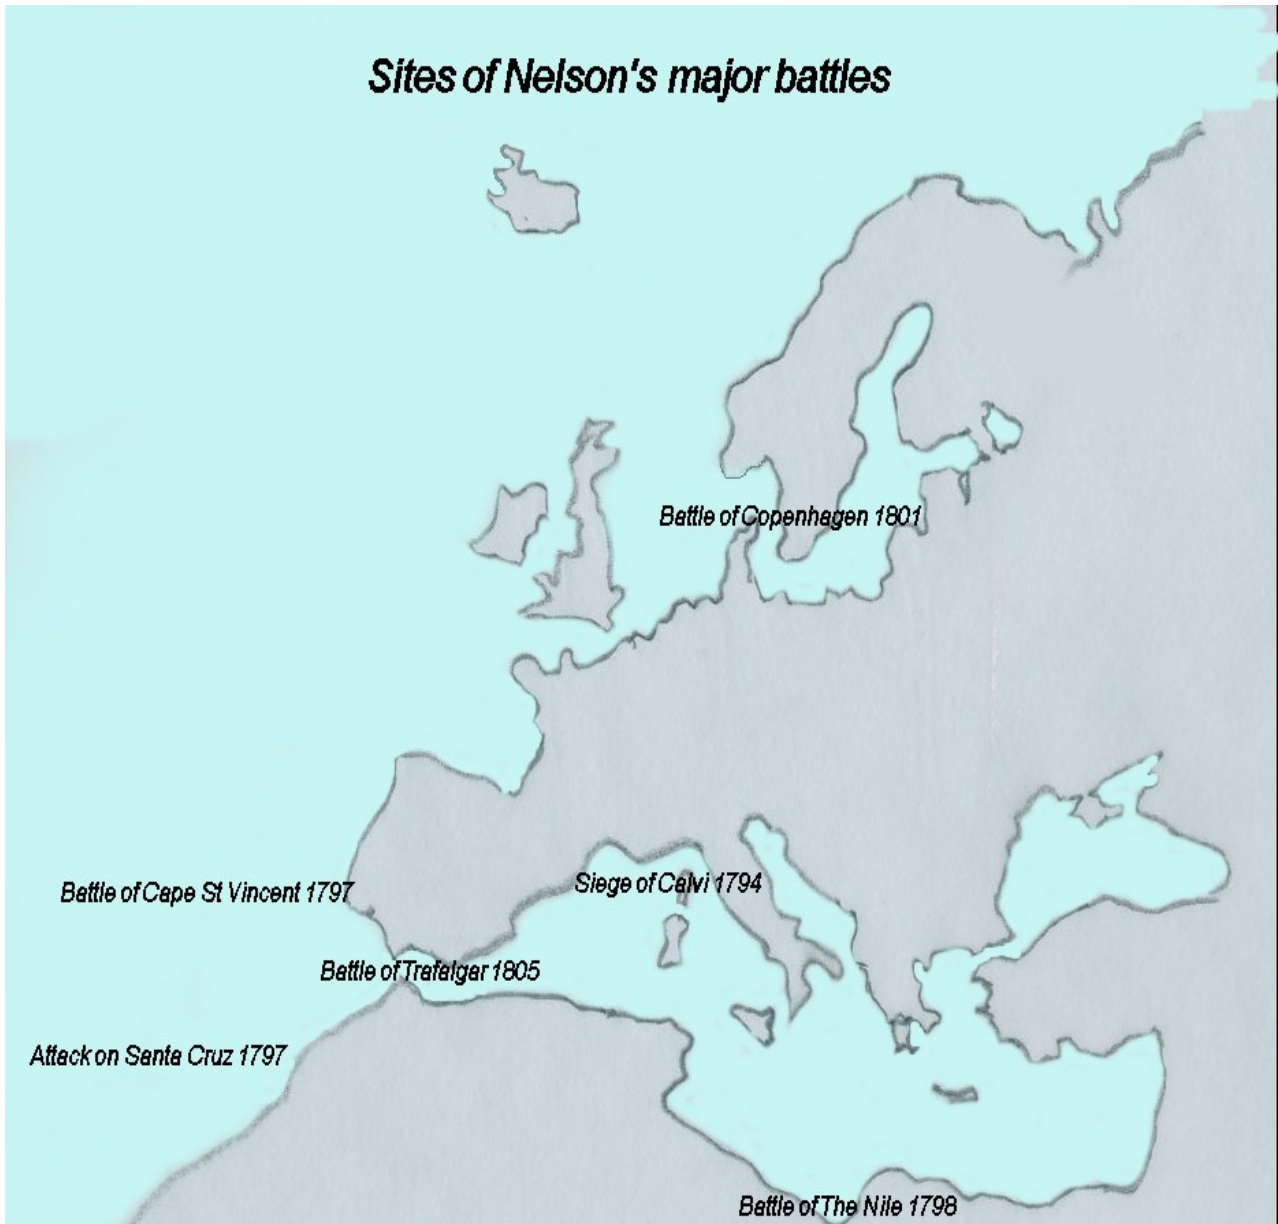 Sites of Nelson's major battles
Battle of Copenhagen 1801
Siege of Calvi 1794
Battle of Cape St Vincent 1797
Battle of Trafalgar 1805
Attack on Santa Cruz 1797
Battle of The Nile 1798